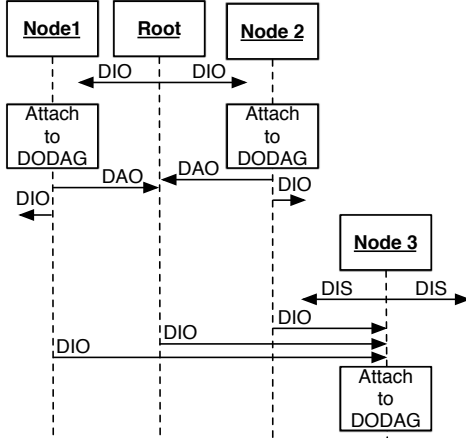 Node1
Root
Node 2
DIO
DIO
Attach
to
DODAG
Attach
to
DODAG
DAO
DAO
DIO
DIO
Node 3
DIS
DIS
DIO
DIO
DIO
Attach
to
DODAG